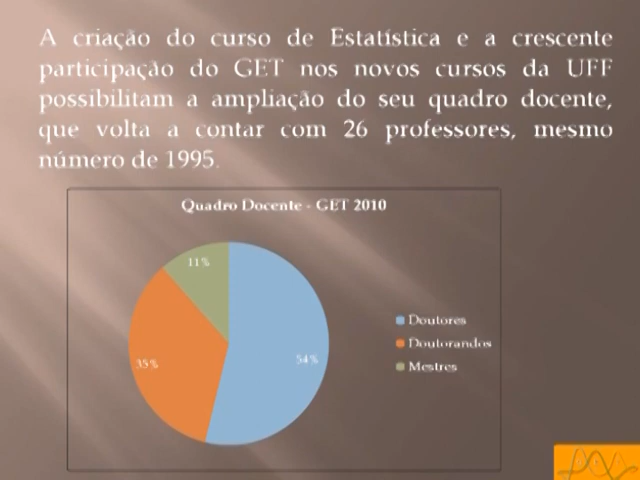 A criação do curso de Estatística e a crescente
participação do GET nos novos cursos da UFF
possibilitam a ampliação do seu quadro docente,
que volta a contar com 26 professores, mesmo
número de 1995.
Quadro Docente - GET 2010
11%
35%
54%
Doutores
Doutorandos
Mestres